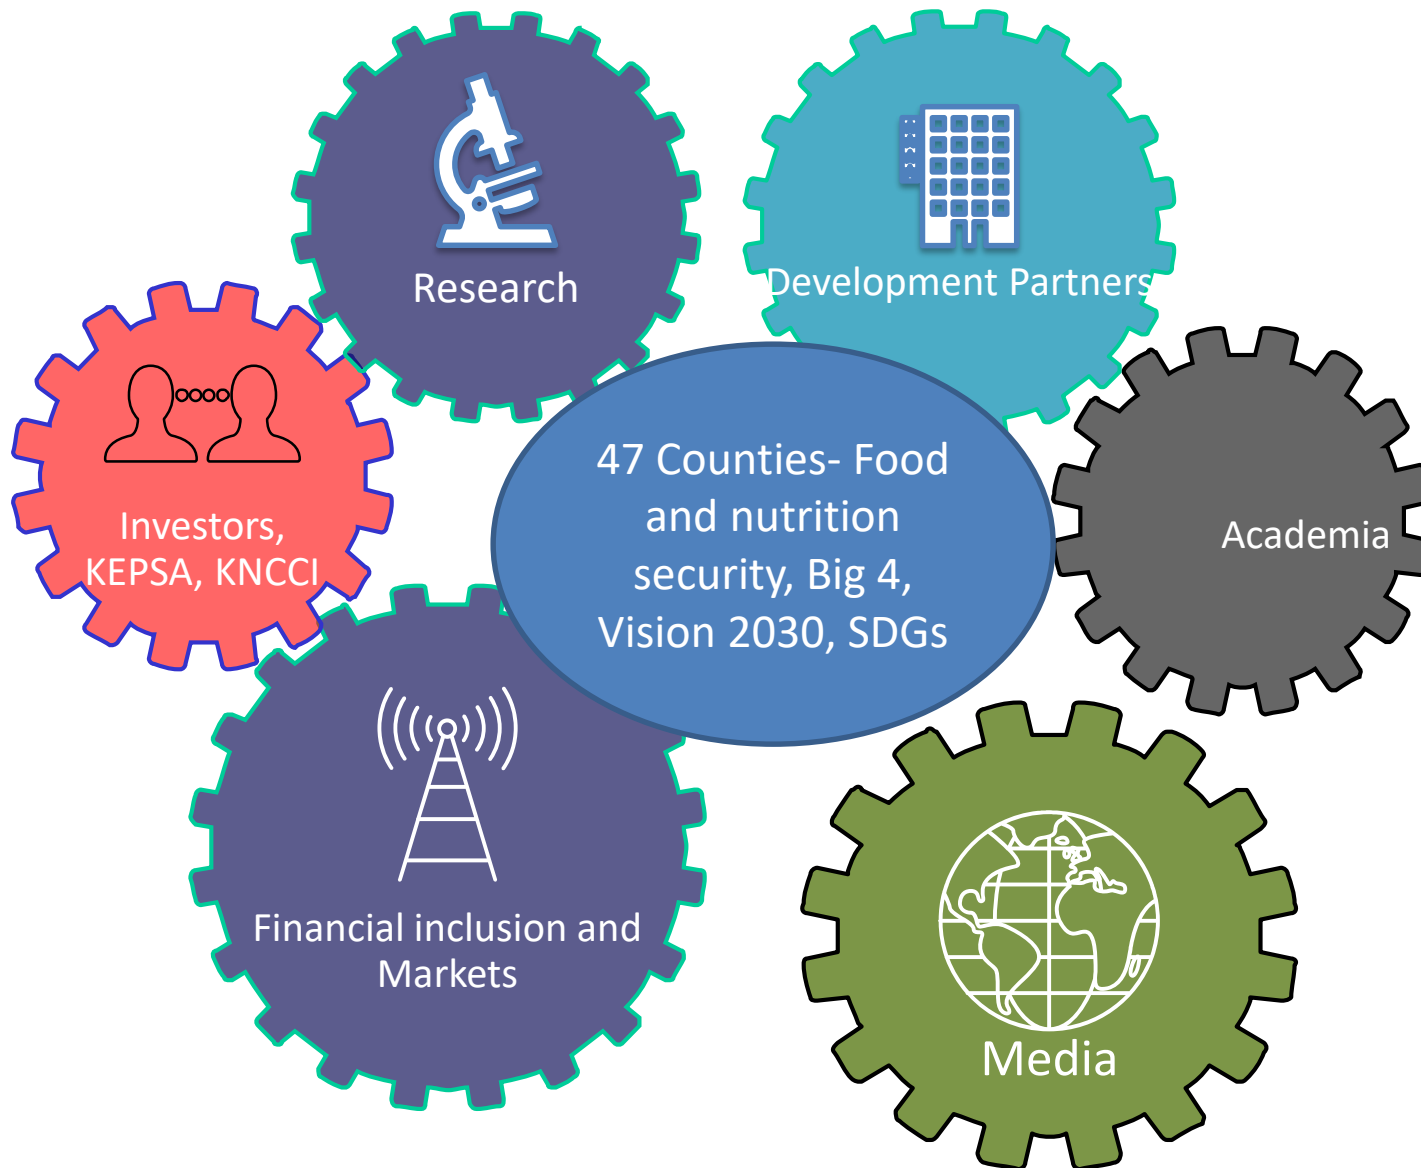 Research
Development Partners
Investors,
KEPSA, KNCCI
47 Counties- Food
and nutrition
security, Big 4,
Vision 2030, SDGs
Academia
Financial inclusion and
Markets
Media